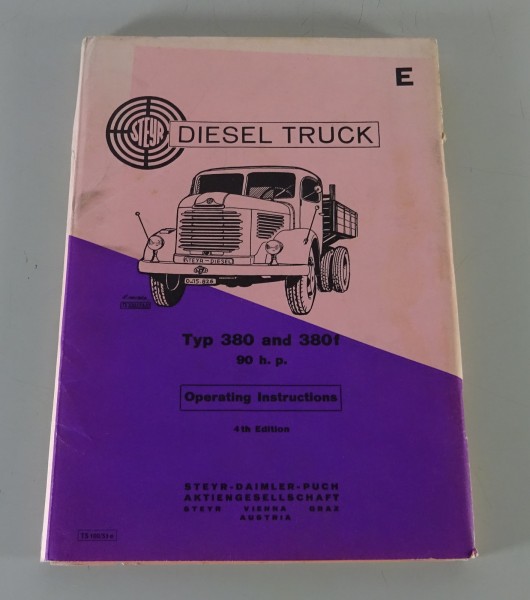 E
STEYR
DIESEL TRUCK
STEYR-DIESEL
Typ 380 and 380f
90 h. p.
Operating Instructions
4th Edition
STEYR-DAIMLER-PUCH
AKTIENGESELLSCHAFT
STEYR VIENNA GRAZ
AUSTRIA